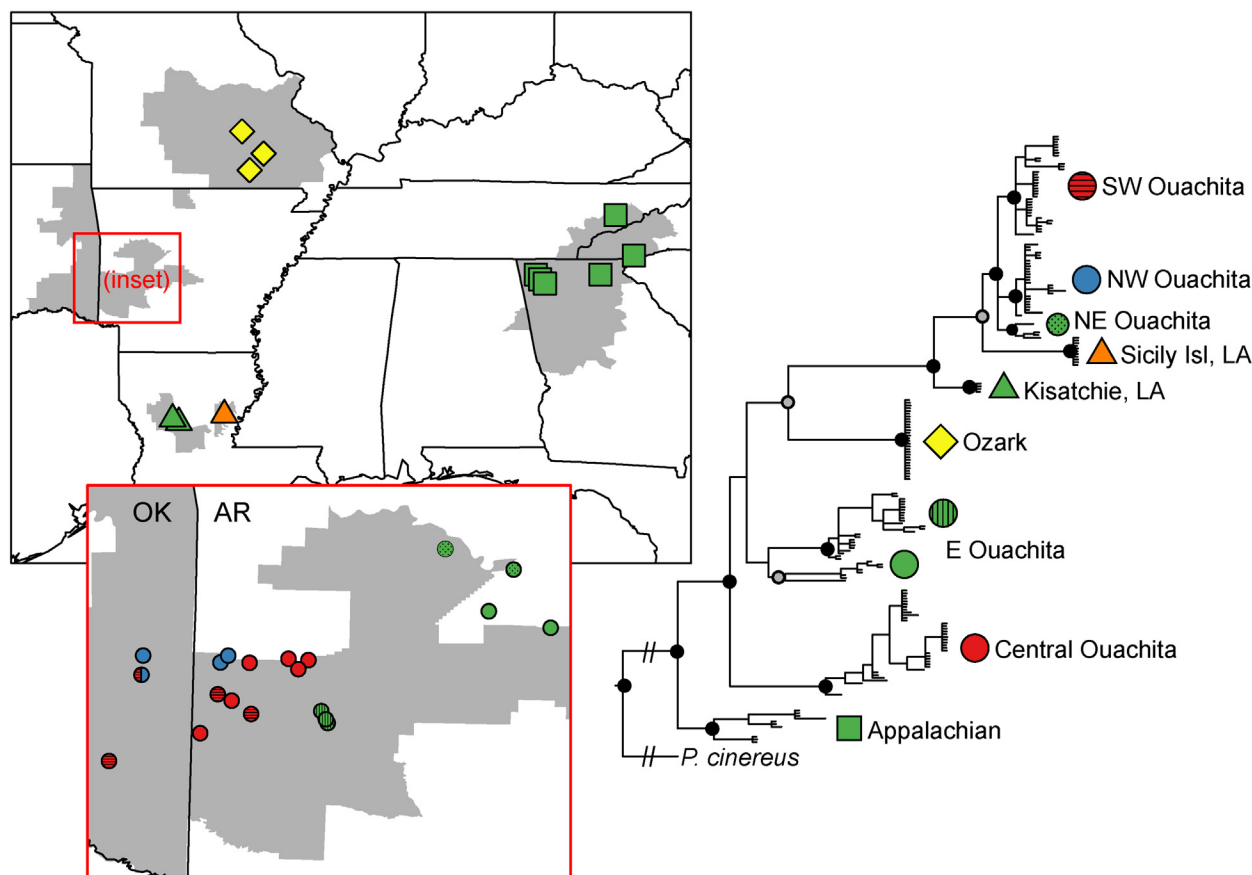 (inset)
OK AR
SW Ouachita
NW Ouachita
NE Ouachita
Sicily Isl, LA
Kisatchie, LA
Ozark
E Ouachita
Central Ouachita
Appalachian
P. cinereus